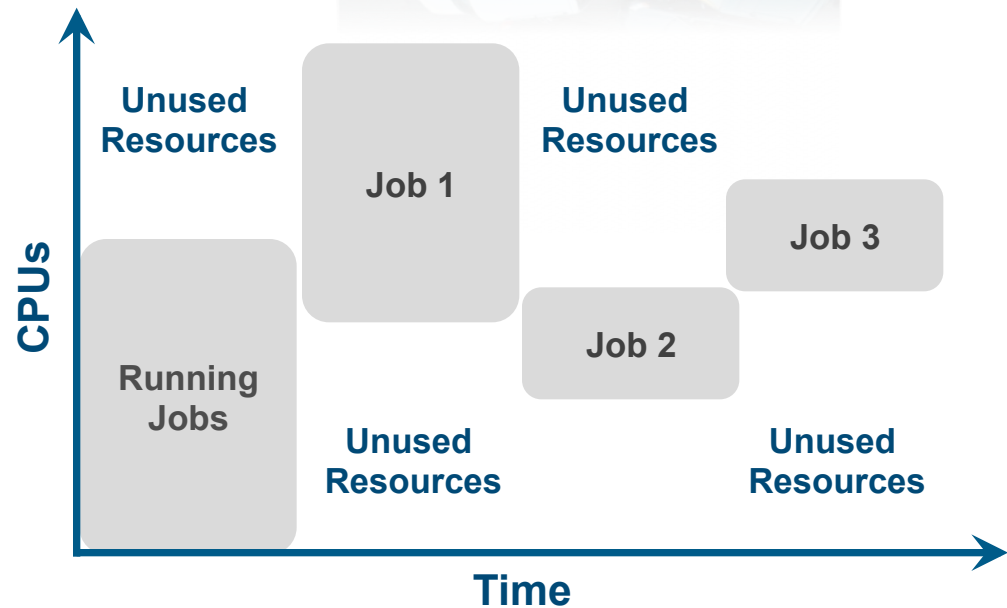 Unused
Resources
Unused
Resources
Job 1
Job 3
CPUs
Job 2
Running
Jobs
Unused
Resources
Unused
Resources
Time